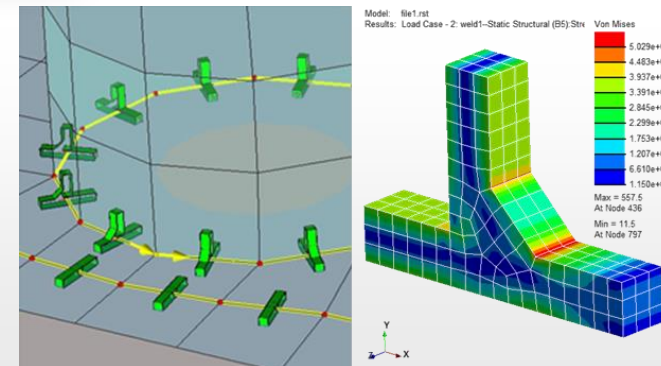 Model: file1.rst
Results: Load Case - 2: weld1--Static Structural (B5):Stre
Von Mises
5.029e+
4.483e+
3.937e+
3.391e+
2.845e+
2.299e+
1.753e+
1.207e+
6.610e+
1.150e+
Max = 557.5
At Node 436
Min = 11.5
At Node 797
Y
Z
X